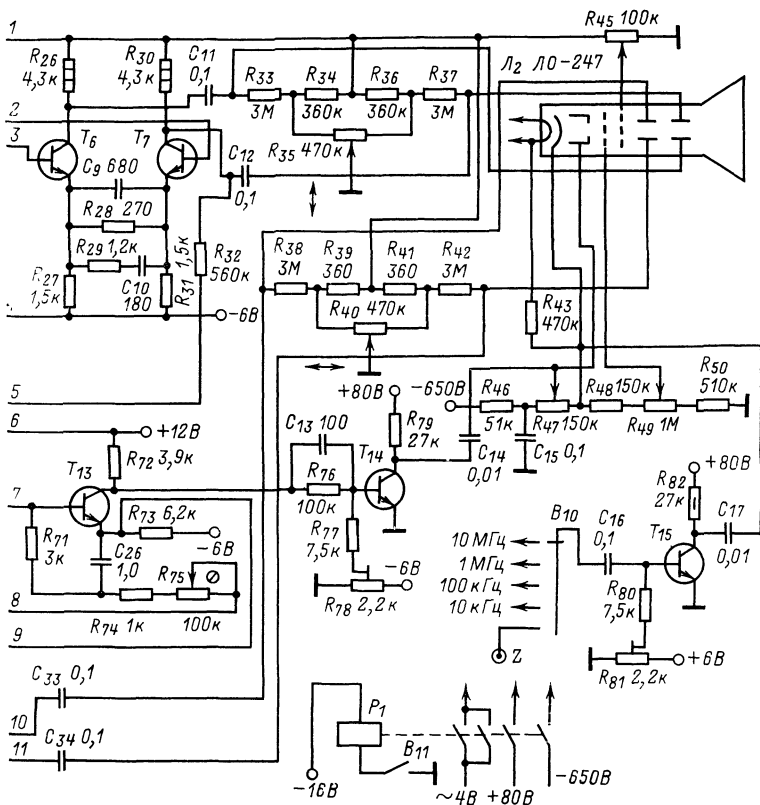 1
R26 4,3к
R30 4,3к
C11 0,1
R33 3М
R34 360к
R36 360к
R37 3М
R45 100к
Л2 ЛО-247
2
3
T6
T7
R35 470к
C9 680
C12 0,1
R28 270
R29 1,2к
C10 180
R27 1,5к
R31 1,5к
R32 560к
-6В
R38 3М
R39 360
R41 360
R42 3М
R40 470к
R43 470к
4
5
+80В
-650В
R46 51к
R47 150к
R48 150к
R49 1М
R50 510к
6
+12В
R72 3,9к
C13 100
R79 27к
T14
C14 0,01
C15 0,1
T13
7
R73 6,2к
-6В
R76 100к
R77 7,5к
-6В
R78 2,2к
R71 3к
C26 1,0
R75 100к
R74 1к
8
9
B10
10 МГц
1 МГц
100 кГц
10 кГц
Z
C16 0,1
T15
+80В
R82 27к
C17 0,01
R80 7,5к
+6В
R81 2,2к
C33 0,1
10
C34 0,1
11
P1
B11
-16В
~4В +80В -650В